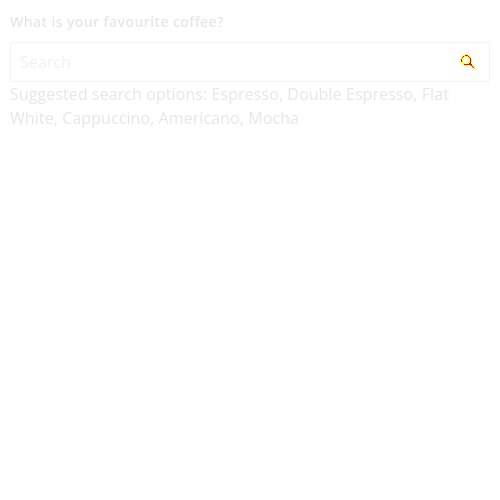 What is your favourite coffee?
Search
Suggested search options: Espresso, Double Espresso, Flat
White, Cappuccino, Americano, Mocha